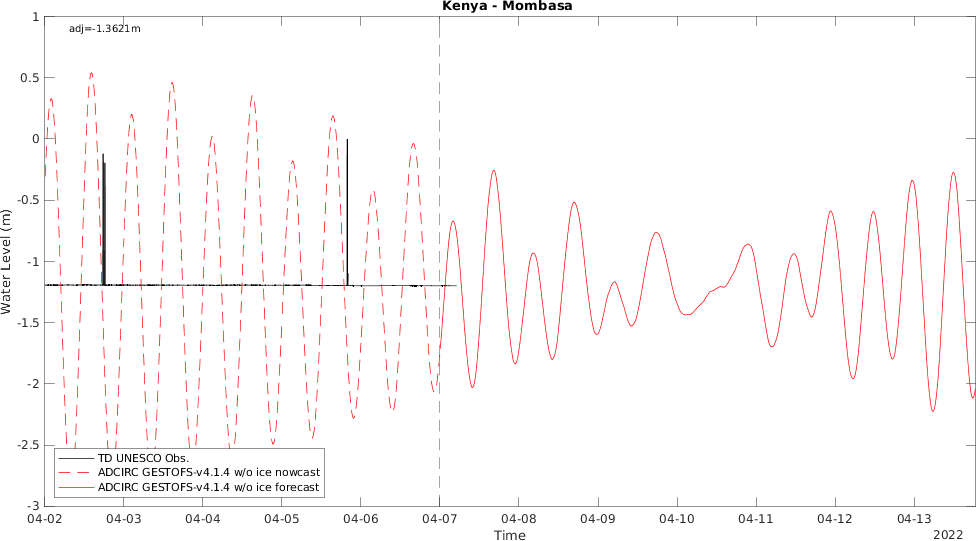 Kenya - Mombasa
adj=-1.3621m
1
0.5
0
-0.5
-1
-1.5
-2
-2.5
-3
Water Level (m)
TD UNESCO Obs.
ADCIRC GESTOFS-v4.1.4 w/o ice nowcast
ADCIRC GESTOFS-v4.1.4 w/o ice forecast
04-02 04-03 04-04 04-05 04-06 04-07 04-08 04-09 04-10 04-11 04-12 04-13
Time
2022